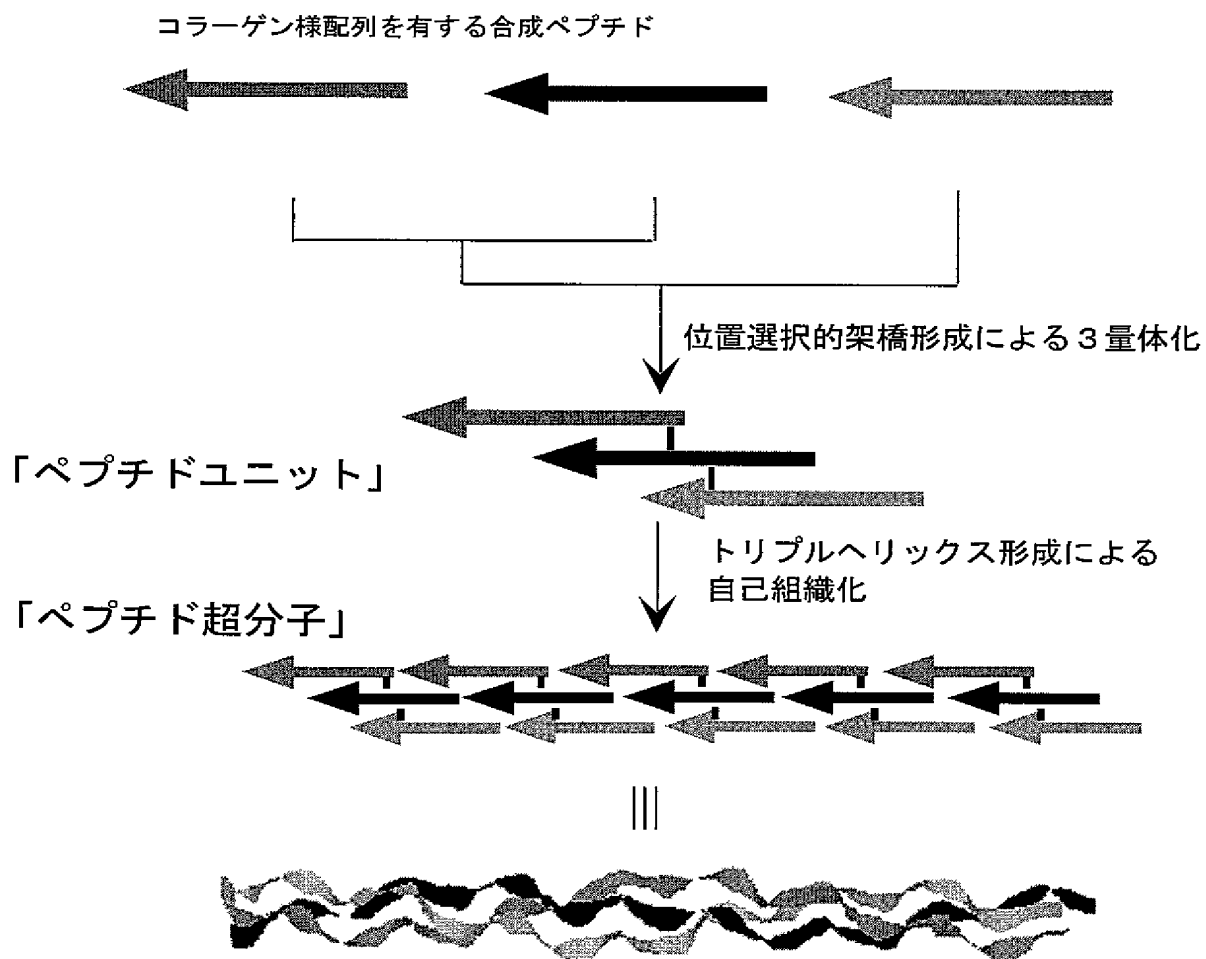 コラーゲン様配列を有する合成ペプチド
位置選択的架橋形成による３量体化
「ペプチドユニット」
トリプルヘリックス形成による
自己組織化
「ペプチド超分子」